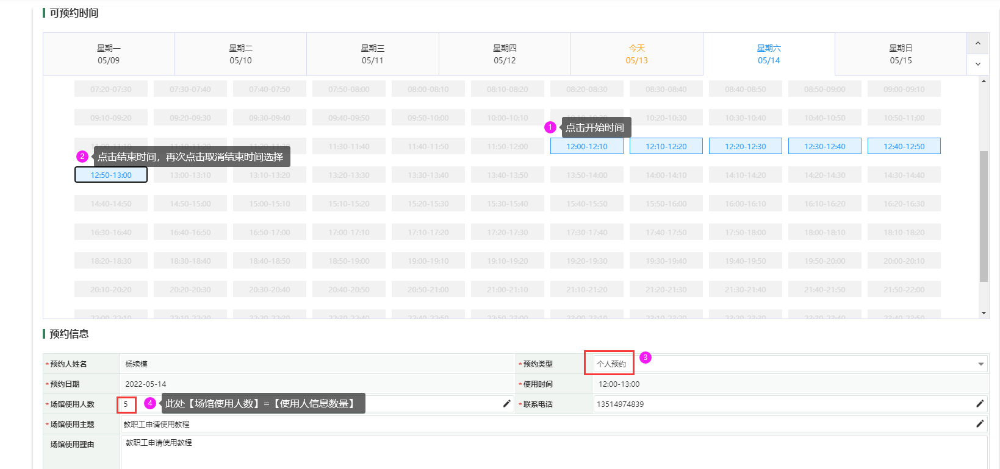 可预约时间
星期一 星期二 星期三 星期四 今天 星期六 星期日
05/09 05/10 05/11 05/12 05/13 05/14 05/15
07:20-07:30 07:30-07:40 07:40-07:50 07:50-08:00 08:00-08:10 08:10-08:20 08:20-08:30 08:30-08:40 08:40-08:50 08:50-09:00 09:00-09:10
09:10-09:20 09:20-09:30 09:30-09:40 09:40-09:50 09:50-10:00 10:00-10:10 10:10-10:20 10:20-10:30 10:30-10:40 10:40-10:50 10:50-11:00
1 点击开始时间
11:00-11:10 11:10-11:20 11:20-11:30 11:30-11:40 11:40-11:50 11:50-12:00 12:00-12:10 12:10-12:20 12:20-12:30 12:30-12:40 12:40-12:50
2 点击结束时间，再次点击取消结束时间选择
12:50-13:00 13:00-13:10 13:10-13:20 13:20-13:30 13:30-13:40 13:40-13:50 13:50-14:00 14:00-14:10 14:10-14:20 14:20-14:30 14:30-14:40
14:40-14:50 14:50-15:00 15:00-15:10 15:10-15:20 15:20-15:30 15:30-15:40 15:40-15:50 15:50-16:00 16:00-16:10 16:10-16:20 16:20-16:30
16:30-16:40 16:40-16:50 16:50-17:00 17:00-17:10 17:10-17:20 17:20-17:30 17:30-17:40 17:40-17:50 17:50-18:00 18:00-18:10 18:10-18:20
18:20-18:30 18:30-18:40 18:40-18:50 18:50-19:00 19:00-19:10 19:10-19:20 19:20-19:30 19:30-19:40 19:40-19:50 19:50-20:00 20:00-20:10
20:10-20:20 20:20-20:30 20:30-20:40 20:40-20:50 20:50-21:00 21:00-21:10 21:10-21:20 21:20-21:30 21:30-21:40 21:40-21:50 21:50-22:00
22:00-22:10 22:10-22:20 22:20-22:30 22:30-22:40 22:40-22:50 22:50-23:00 23:00-23:10 23:10-23:20 23:20-23:30 23:30-23:40 23:40-23:50
预约信息
*预约人姓名 杨续模 *预约类型 个人预约 3
*预约日期 2022-05-14 *使用时间 12:00-13:00
*场馆使用人数 5 4 此处【场馆使用人数】=【使用人信息数量】 *联系电话 13514974839
*场馆使用主题 教职工申请使用教程
场馆使用理由 教职工申请使用教程